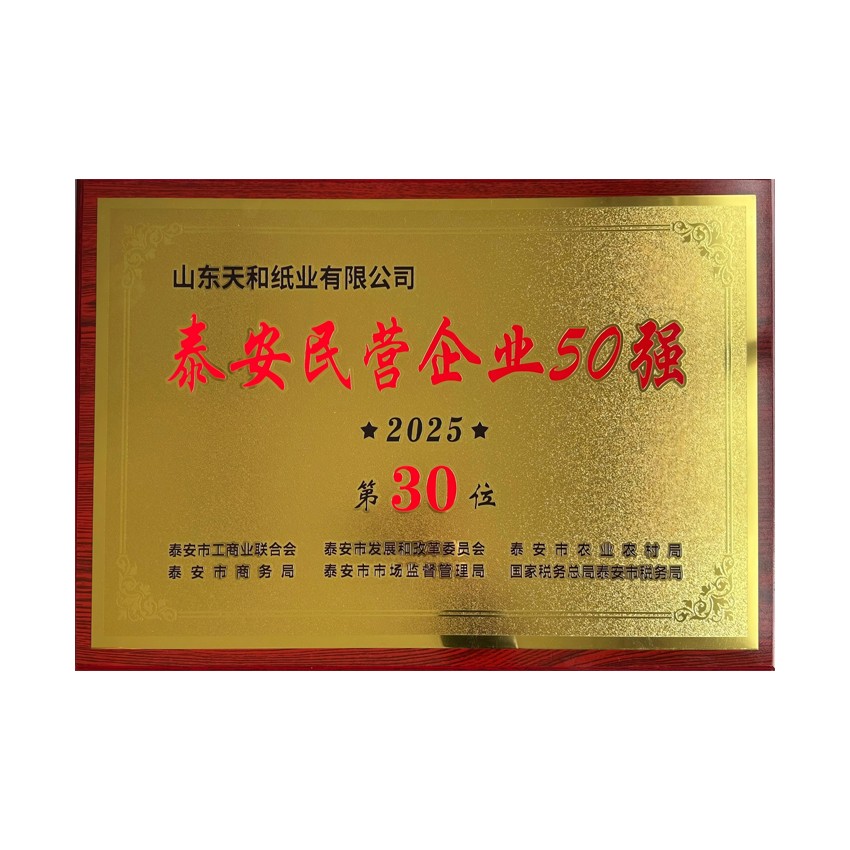 山东天和纸业有限公司
泰安民营企业50强
★2025★
第30位
泰安市工商业联合会 泰安市发展和改革委员会 泰安市农业农村局
泰安市商务局 泰安市市场监督管理局 国家税务总局泰安市税务局